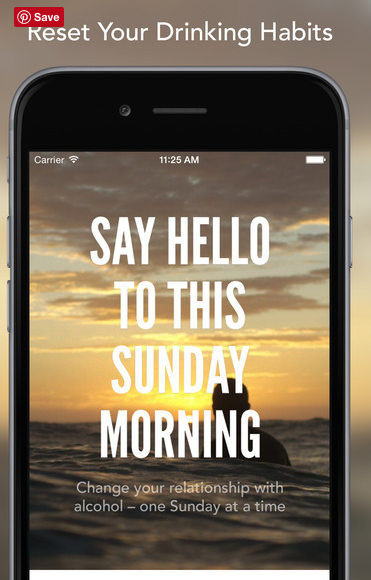 Save
Reset Your Drinking Habits
Carrier
11:25 AM
SAY HELLO
TO THIS
SUNDAY
MORNING
Change your relationship with
alcohol – one Sunday at a time